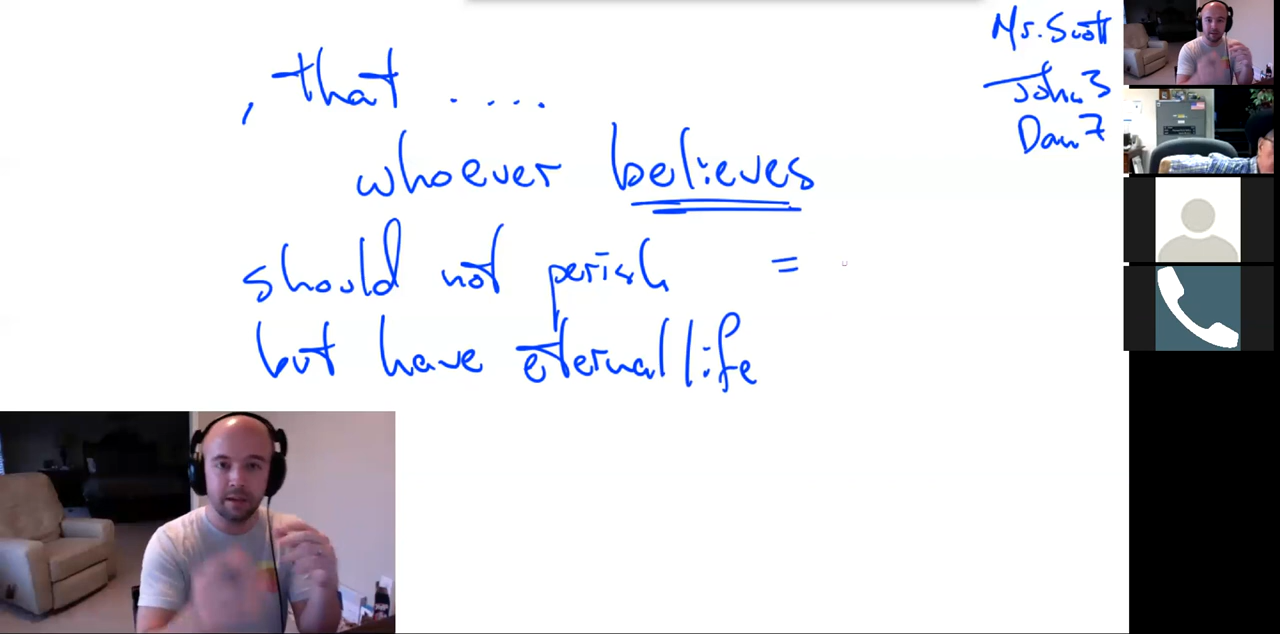 , that ....
whoever believes
should not perish =
but have eternal life
Mr. Scott
John 3
Dan 7